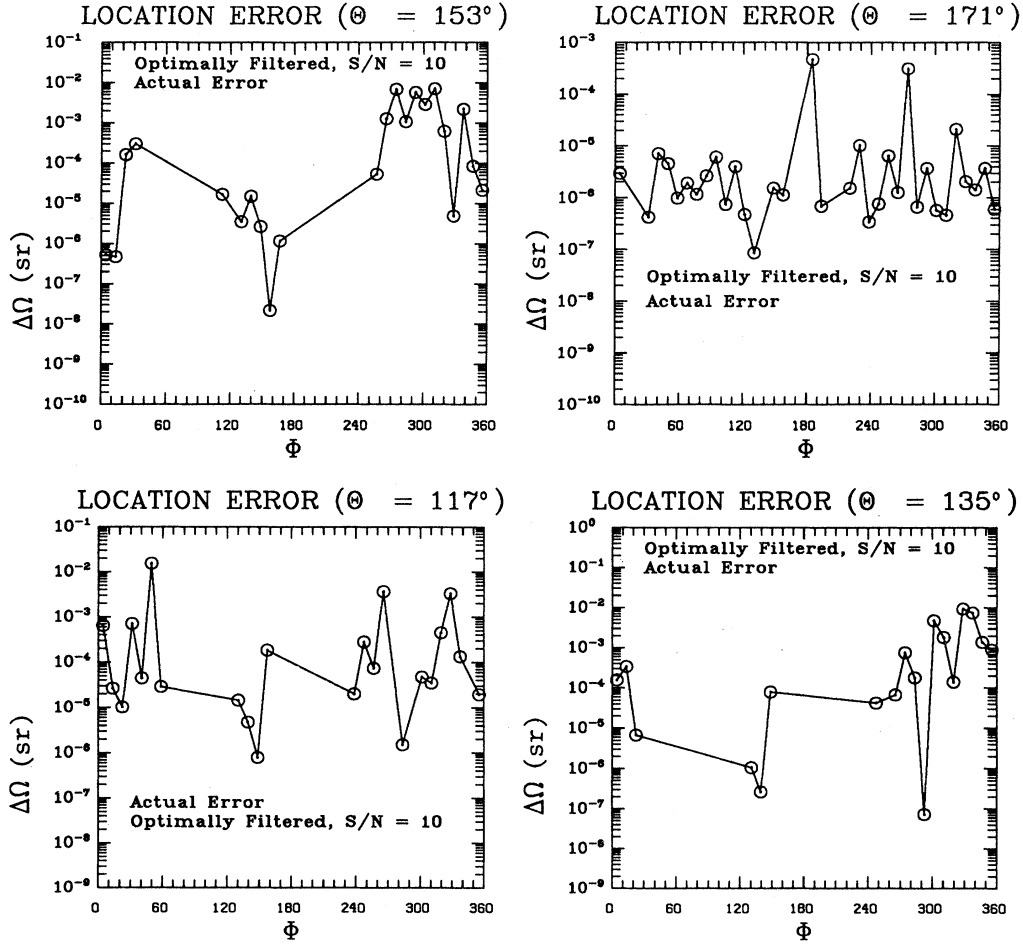 LOCATION ERROR (Θ = 153°)
10⁻¹
10⁻²
10⁻³
10⁻⁴
10⁻⁵
10⁻⁶
10⁻⁷
10⁻⁸
10⁻⁹
10⁻¹⁰
ΔΩ (sr)
Optimally Filtered, S/N = 10
Actual Error
0 60 120 180 240 300 360
Φ
LOCATION ERROR (Θ = 171°)
10⁻³
10⁻⁴
10⁻⁵
10⁻⁶
10⁻⁷
10⁻⁸
10⁻⁹
10⁻¹⁰
ΔΩ (sr)
Optimally Filtered, S/N = 10
Actual Error
0 60 120 180 240 300 360
Φ
LOCATION ERROR (Θ = 117°)
10⁻¹
10⁻²
10⁻³
10⁻⁴
10⁻⁵
10⁻⁶
10⁻⁷
10⁻⁸
10⁻⁹
ΔΩ (sr)
Actual Error
Optimally Filtered, S/N = 10
0 60 120 180 240 300 360
Φ
LOCATION ERROR (Θ = 135°)
10⁰
10⁻¹
10⁻²
10⁻³
10⁻⁴
10⁻⁵
10⁻⁶
10⁻⁷
10⁻⁸
10⁻⁹
ΔΩ (sr)
Optimally Filtered, S/N = 10
Actual Error
0 60 120 180 240 300 360
Φ